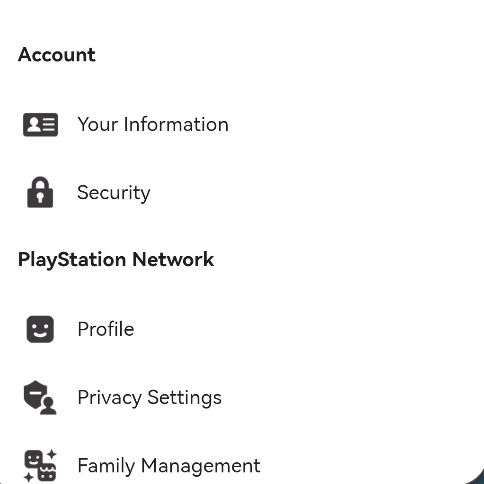 Account
Your Information
Security
PlayStation Network
Profile
Privacy Settings
Family Management